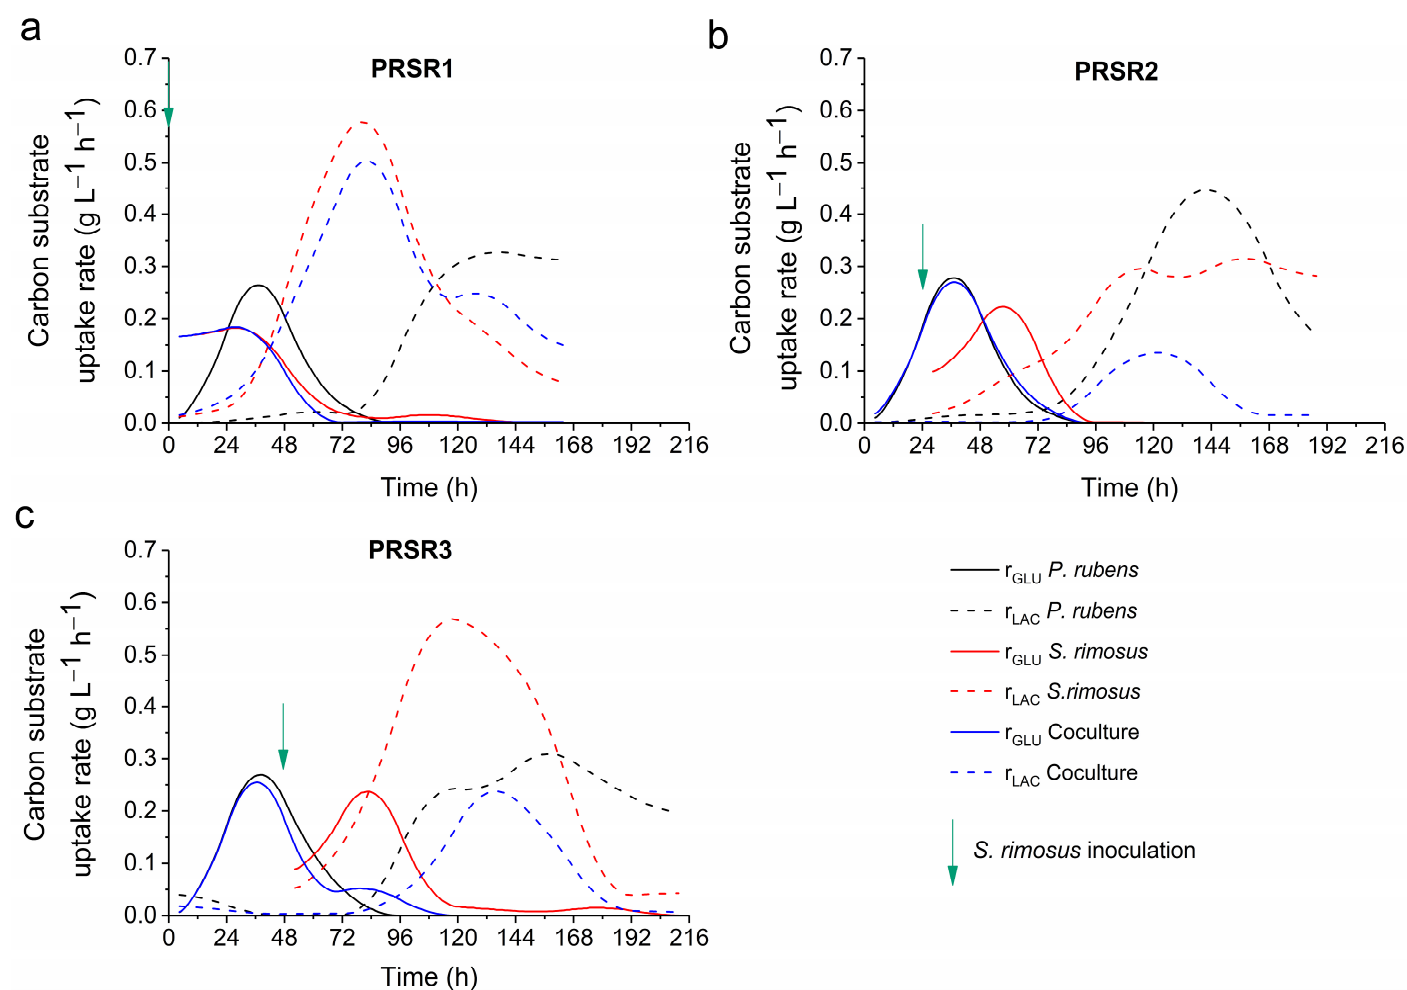 a
PRSR1
0.7
0.6
0.5
0.4
0.3
0.2
0.1
0.0
Carbon substrate
uptake rate (g L−1 h−1)
0 24 48 72 96 120 144 168 192 216
Time (h)
b
PRSR2
0.7
0.6
0.5
0.4
0.3
0.2
0.1
0.0
Carbon substrate
uptake rate (g L−1 h−1)
0 24 48 72 96 120 144 168 192 216
Time (h)
c
PRSR3
0.7
0.6
0.5
0.4
0.3
0.2
0.1
0.0
Carbon substrate
uptake rate (g L−1 h−1)
0 24 48 72 96 120 144 168 192 216
Time (h)
rGLU P. rubens
rLAC P. rubens
rGLU S. rimosus
rLAC S.rimosus
rGLU Coculture
rLAC Coculture
S. rimosus inoculation